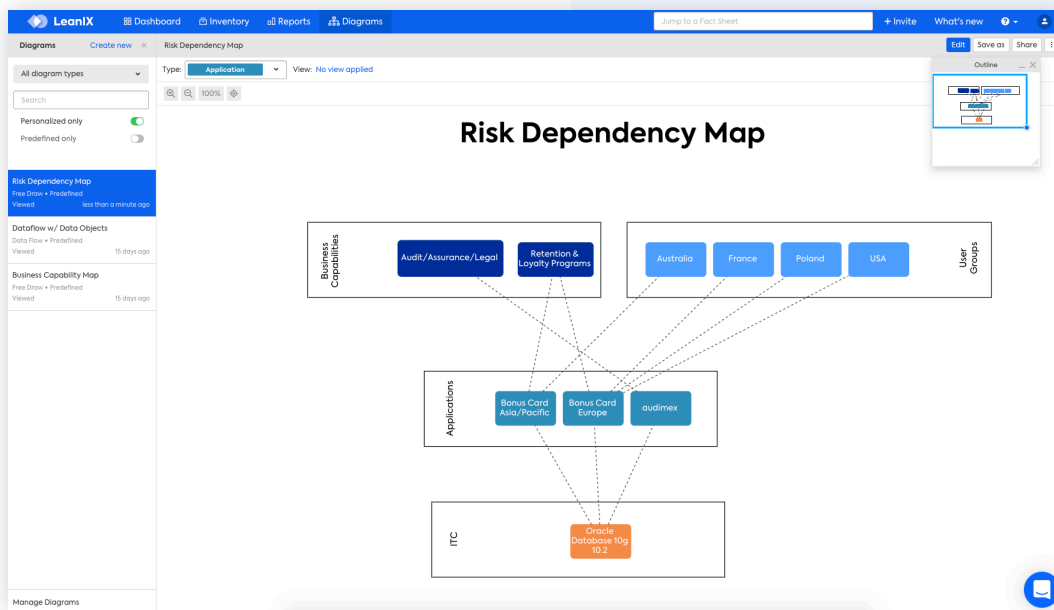 LeanIX
Dashboard
Inventory
Reports
Diagrams
Jump to a Fact Sheet
+ Invite
What's new
Diagrams
Create new
Risk Dependency Map
Edit
Save as
Share
All diagram types
Search
Personalized only
Predefined only
Risk Dependency Map
Free Draw • Predefined
Viewed less than a minute ago
Dataflow w/ Data Objects
Data Flow • Predefined
Viewed 15 days ago
Business Capability Map
Free Draw • Predefined
Viewed 15 days ago
Manage Diagrams
Type: Application
View: No view applied
100%
Outline
Risk Dependency Map
Business
Capabilities
Audit/Assurance/Legal
Retention &
Loyalty Programs
Australia
France
Poland
USA
User
Groups
Applications
Bonus Card
Asia/Pacific
Bonus Card
Europe
audimex
ITC
Oracle
Database 10g
10.2